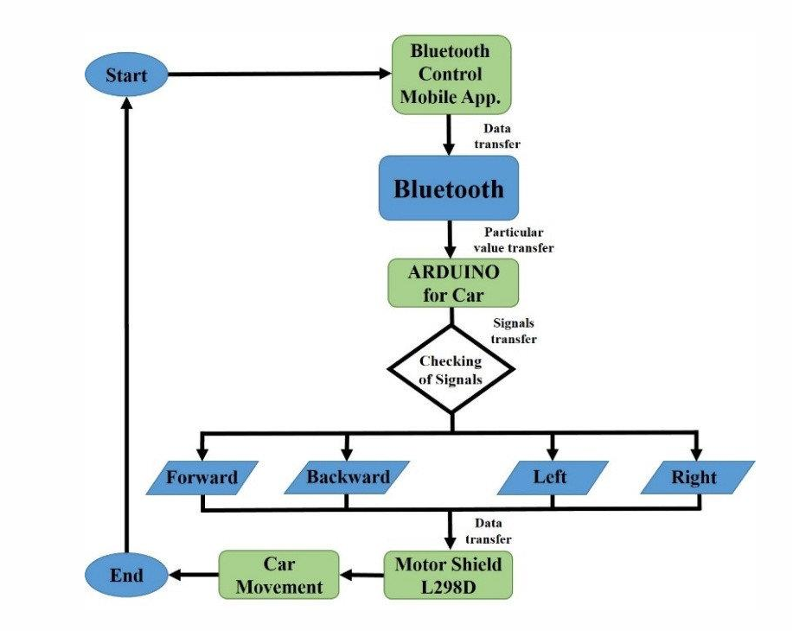 Start
Bluetooth
Control
Mobile App.
Data
transfer
Bluetooth
Particular
value transfer
ARDUINO
for Car
Signals
transfer
Checking
of Signals
Forward
Backward
Left
Right
Data
transfer
Motor Shield
L298D
Car
Movement
End